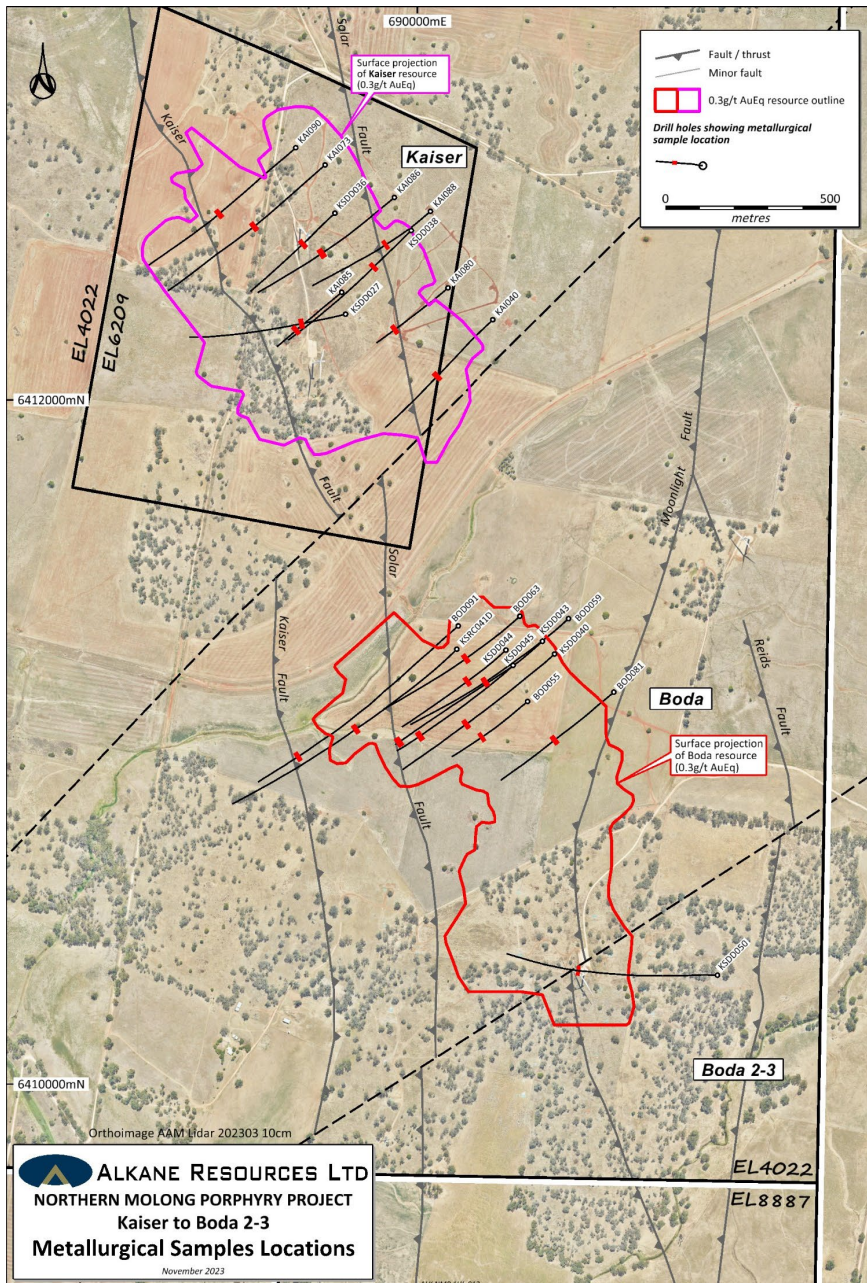 690000mE
Solar
Fault
Surface projection
of Kaiser resource
(0.3g/t AuEq)
Fault / thrust
Minor fault
0.3g/t AuEq resource outline
Drill holes showing metallurgical
sample location
0 500
metres
Kaiser
Kaiser
KAI090
KAI073
KSDD036
KAI086
KAI088
KSDD038
KAI085
KSDD027
KAI080
KAI040
EL4022
EL6209
6412000mN
Fault
Moonlight
Fault
Solar
Fault
Kaiser
Fault
BOD091
KSRC041D
BOD063
KSDD044
KSDD045
KSDD043
BOD059
KSDD040
BOD055
BOD081
Reids
Fault
Boda
Surface projection
of Boda resource
(0.3g/t AuEq)
KSDD050
Boda 2-3
6410000mN
Orthoimage AAM Lidar 202303 10cm
EL4022
EL8887
ALKANE RESOURCES LTD
NORTHERN MOLONG PORPHYRY PROJECT
Kaiser to Boda 2-3
Metallurgical Samples Locations
November 2023